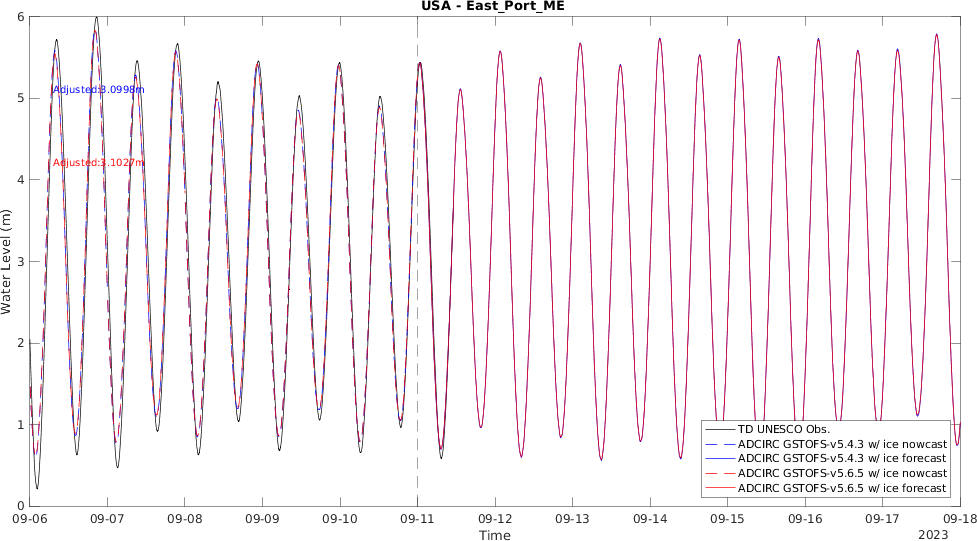 USA - East_Port_ME
6
5
4
3
2
1
0
Water Level (m)
Adjusted:3.0998m
Adjusted:3.1027m
TD UNESCO Obs.
ADCIRC GSTOFS-v5.4.3 w/ ice nowcast
ADCIRC GSTOFS-v5.4.3 w/ ice forecast
ADCIRC GSTOFS-v5.6.5 w/ ice nowcast
ADCIRC GSTOFS-v5.6.5 w/ ice forecast
09-06 09-07 09-08 09-09 09-10 09-11 09-12 09-13 09-14 09-15 09-16 09-17 09-18
Time
2023